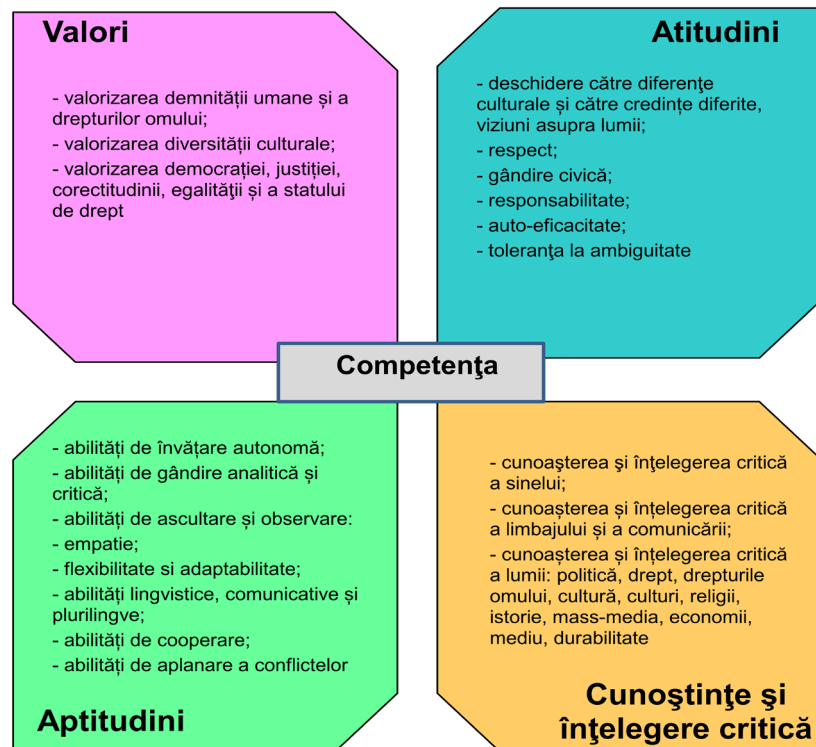 Valori
- valorizarea demnității umane și a
drepturilor omului;
- valorizarea diversității culturale;
- valorizarea democrației, justiției,
corectitudinii, egalităţii și a statului
de drept
Atitudini
- deschidere către diferenţe
culturale și către credințe diferite,
viziuni asupra lumii;
- respect;
- gândire civică;
- responsabilitate;
- auto-eficacitate;
- toleranţa la ambiguitate
Competenţa
- abilități de învățare autonomă;
- abilități de gândire analitică și
critică;
- abilități de ascultare și observare:
- empatie;
- flexibilitate si adaptabilitate;
- abilități lingvistice, comunicative și
plurilingve;
- abilități de cooperare;
- abilități de aplanare a conflictelor
Aptitudini
- cunoaşterea şi înţelegerea critică
a sinelui;
- cunoașterea și înțelegerea critică
a limbajului și a comunicării;
- cunoașterea și înțelegerea critică
a lumii: politică, drept, drepturile
omului, cultură, culturi, religii,
istorie, mass-media, economii,
mediu, durabilitate
Cunoştinţe şi
înţelegere critică